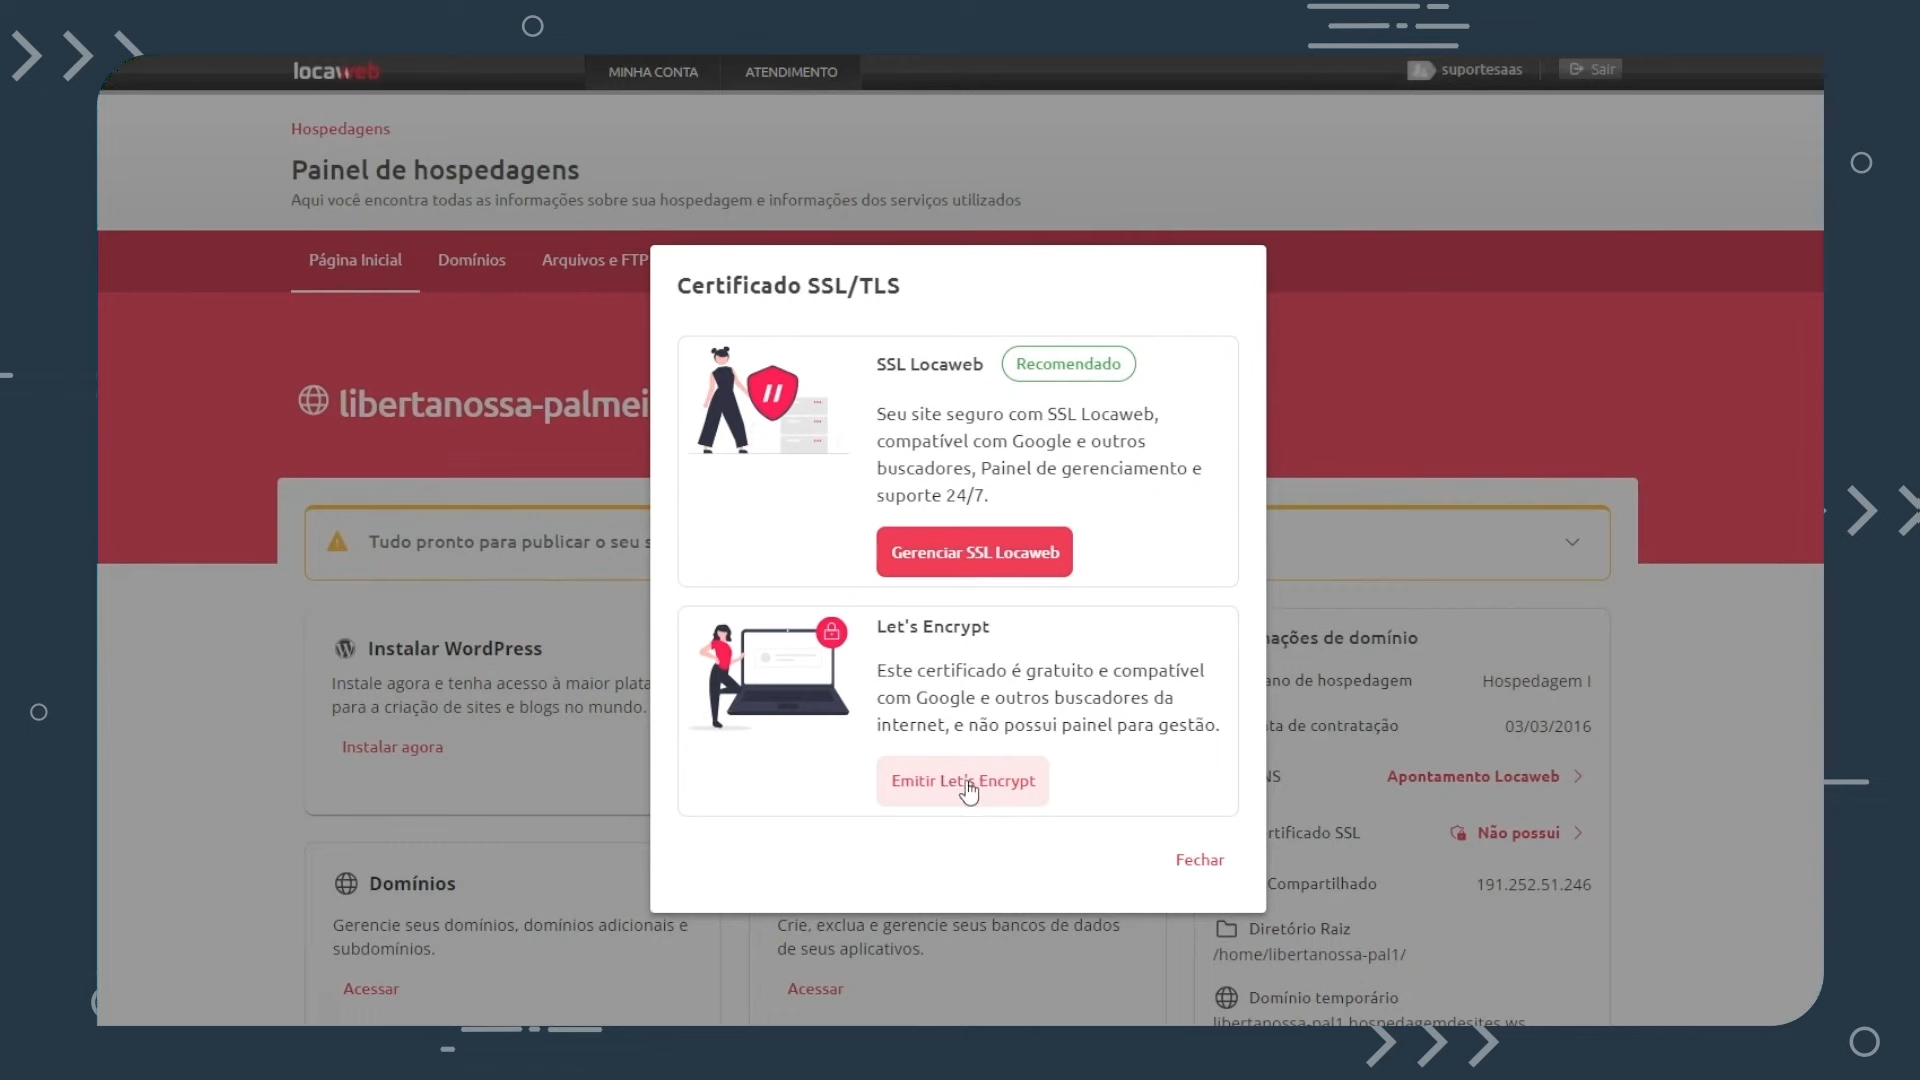 locaweb
MINHA CONTA
ATENDIMENTO
suportesaas
Sair
Hospedagens
Painel de hospedagens
Aqui você encontra todas as informações sobre sua hospedagem e informações dos serviços utilizados
Página Inicial
Domínios
Arquivos e FTP
libertanossa-palmei
Tudo pronto para publicar o seu s
Instalar WordPress
Instale agora e tenha acesso à maior plata
para a criação de sites e blogs no mundo.
Instalar agora
Domínios
Gerencie seus domínios, domínios adicionais e
subdomínios.
Acessar
Crie, exclua e gerencie seus bancos de dados
de seus aplicativos.
Acessar
Certificado SSL/TLS
SSL Locaweb
Recomendado
Seu site seguro com SSL Locaweb,
compatível com Google e outros
buscadores, Painel de gerenciamento e
suporte 24/7.
Gerenciar SSL Locaweb
Let's Encrypt
Este certificado é gratuito e compatível
com Google e outros buscadores da
internet, e não possui painel para gestão.
Emitir Let's Encrypt
Fechar
mações de domínio
ano de hospedagem
Hospedagem I
ta de contratação
03/03/2016
NS
Apontamento Locaweb
rtificado SSL
Não possui
Compartilhado
191.252.51.246
Diretório Raiz
/home/libertanossa-pal1/
Domínio temporário
libertanossa-pal1.hospedagemdesites.ws